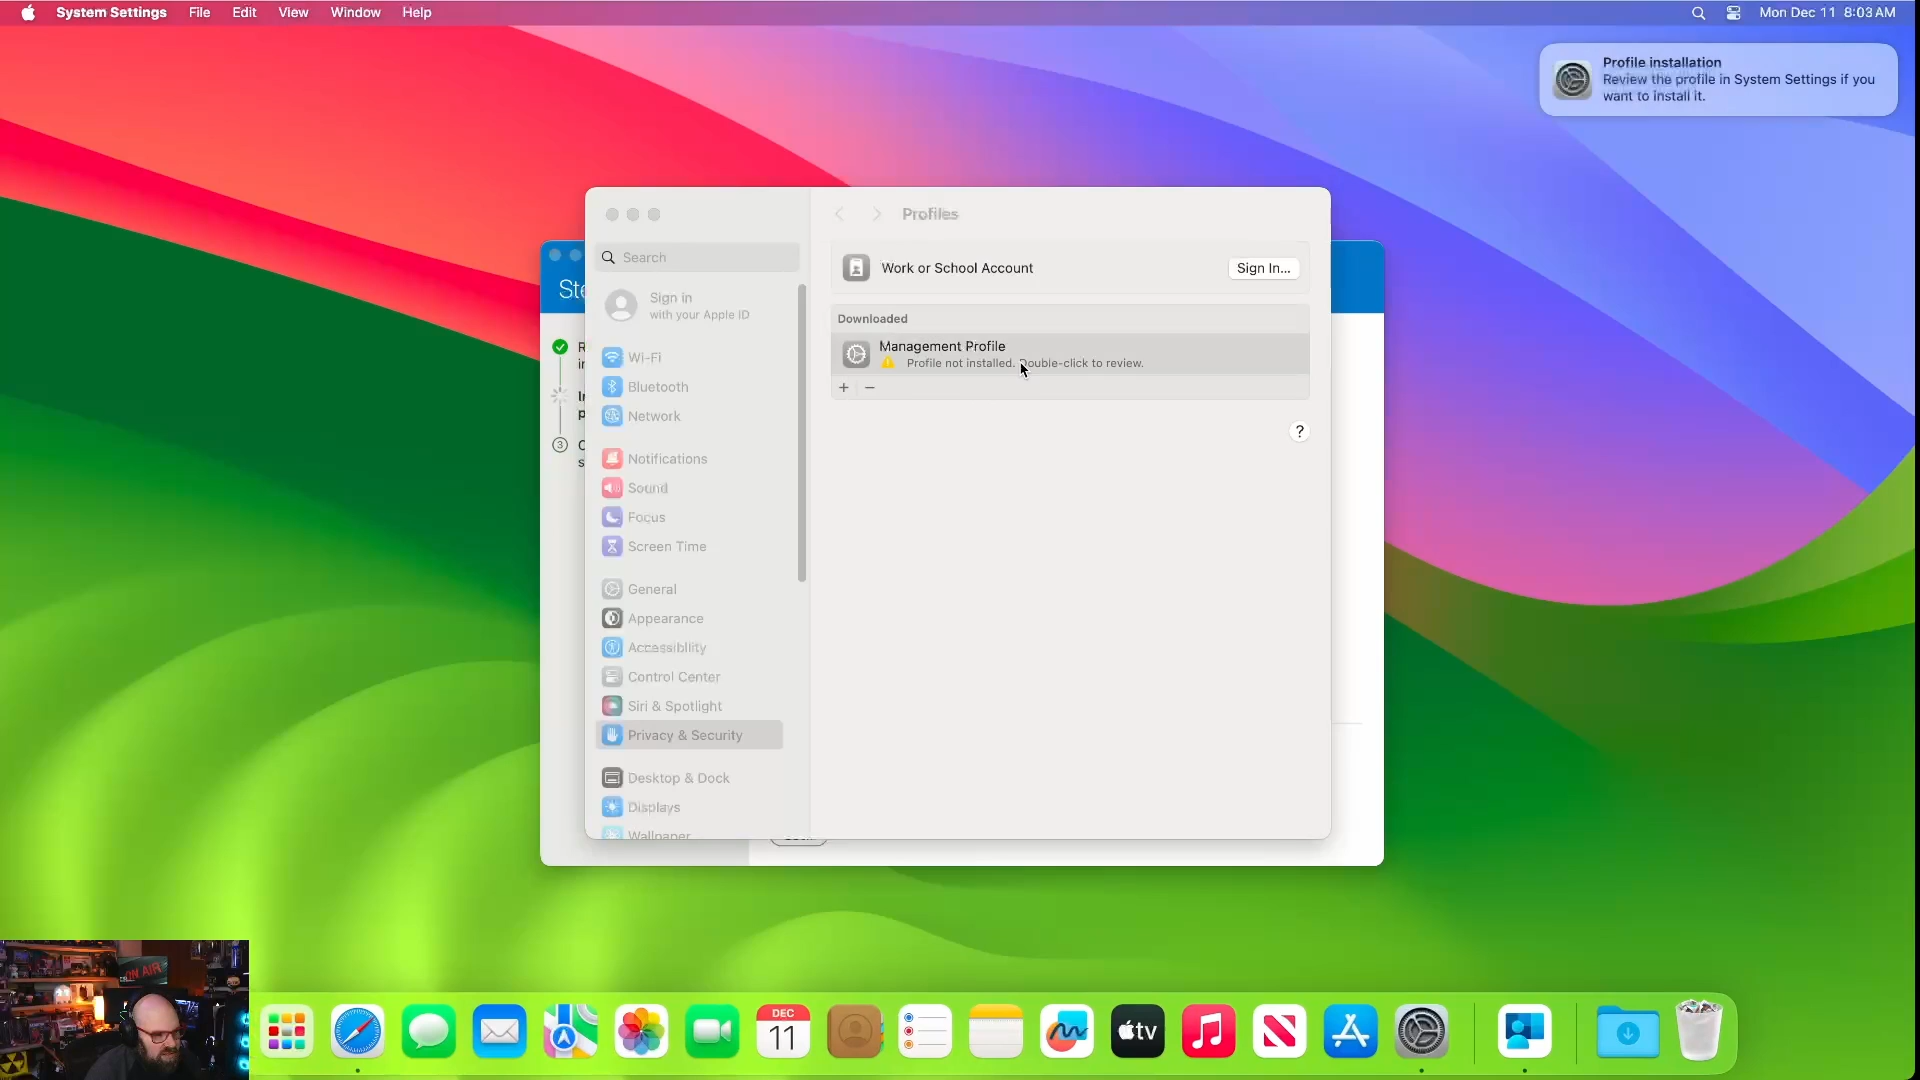 System Settings File Edit View Window Help
Mon Dec 11 8:03 AM
Profile installation
Review the profile in System Settings if you
want to install it.
Profiles
Search
Work or School Account
Sign In...
Sign in
with your Apple ID
Downloaded
Management Profile
Profile not installed. Double-click to review.
+ −
?
Wi-Fi
Bluetooth
Network
Notifications
Sound
Focus
Screen Time
General
Appearance
Accessibility
Control Center
Siri & Spotlight
Privacy & Security
Desktop & Dock
Displays
Wallpaper
3
ON AIR
DEC
11
tv